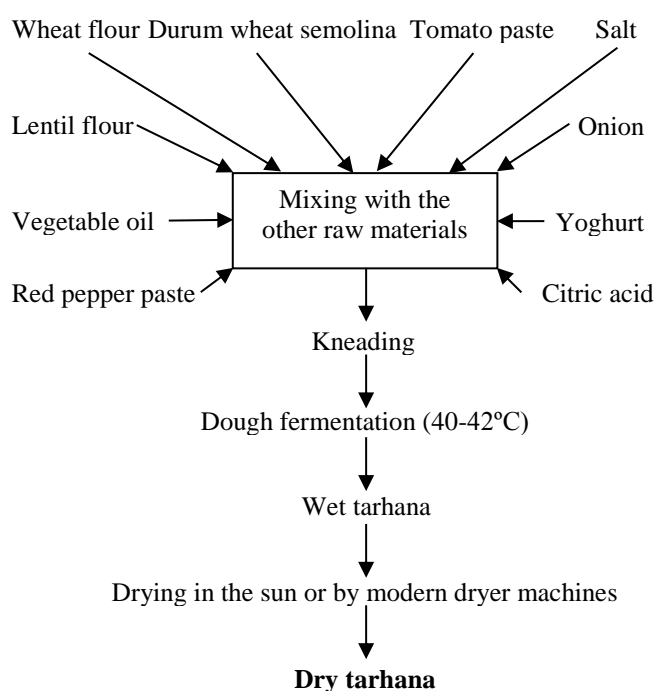 Wheat flour Durum wheat semolina Tomato paste Salt
Lentil flour Onion
Mixing with the
other raw materials
Vegetable oil Yoghurt
Red pepper paste Citric acid
Kneading
Dough fermentation (40-42ºC)
Wet tarhana
Drying in the sun or by modern dryer machines
Dry tarhana